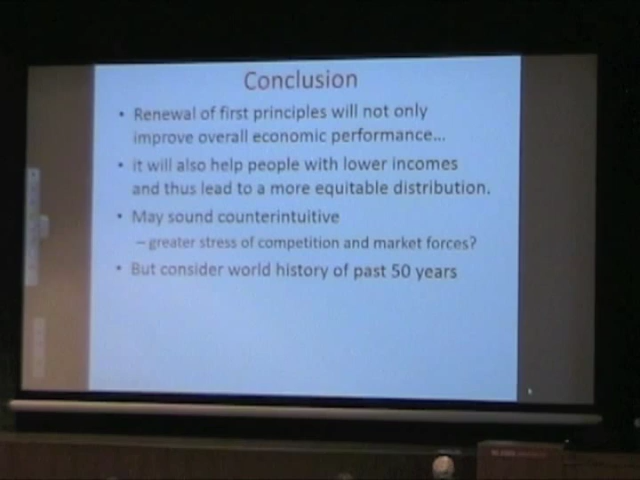 Conclusion
• Renewal of first principles will not only
improve overall economic performance...
• it will also help people with lower incomes
and thus lead to a more equitable distribution.
• May sound counterintuitive
– greater stress of competition and market forces?
• But consider world history of past 50 years